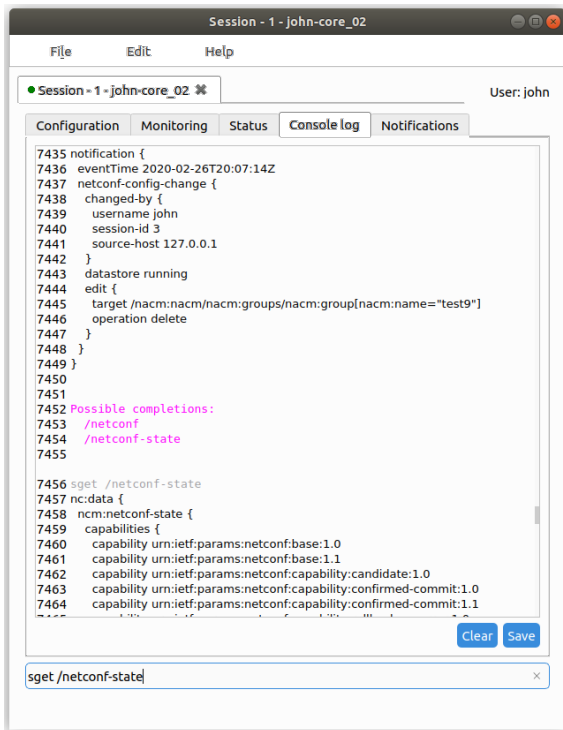 Session - 1 - john-core_02
File Edit Help
Session - 1 - john-core_02 ✖
User: john
Configuration Monitoring Status Console log Notifications
7435 notification {
7436 eventTime 2020-02-26T20:07:14Z
7437 netconf-config-change {
7438 changed-by {
7439 username john
7440 session-id 3
7441 source-host 127.0.0.1
7442 }
7443 datastore running
7444 edit {
7445 target /nacm:nacm/nacm:groups/nacm:group[nacm:name="test9"]
7446 operation delete
7447 }
7448 }
7449 }
7450
7451
7452 Possible completions:
7453 /netconf
7454 /netconf-state
7455
7456 sget /netconf-state
7457 nc:data {
7458 ncm:netconf-state {
7459 capabilities {
7460 capability urn:ietf:params:netconf:base:1.0
7461 capability urn:ietf:params:netconf:base:1.1
7462 capability urn:ietf:params:netconf:capability:candidate:1.0
7463 capability urn:ietf:params:netconf:capability:confirmed-commit:1.0
7464 capability urn:ietf:params:netconf:capability:confirmed-commit:1.1
Clear Save
sget /netconf-state ×